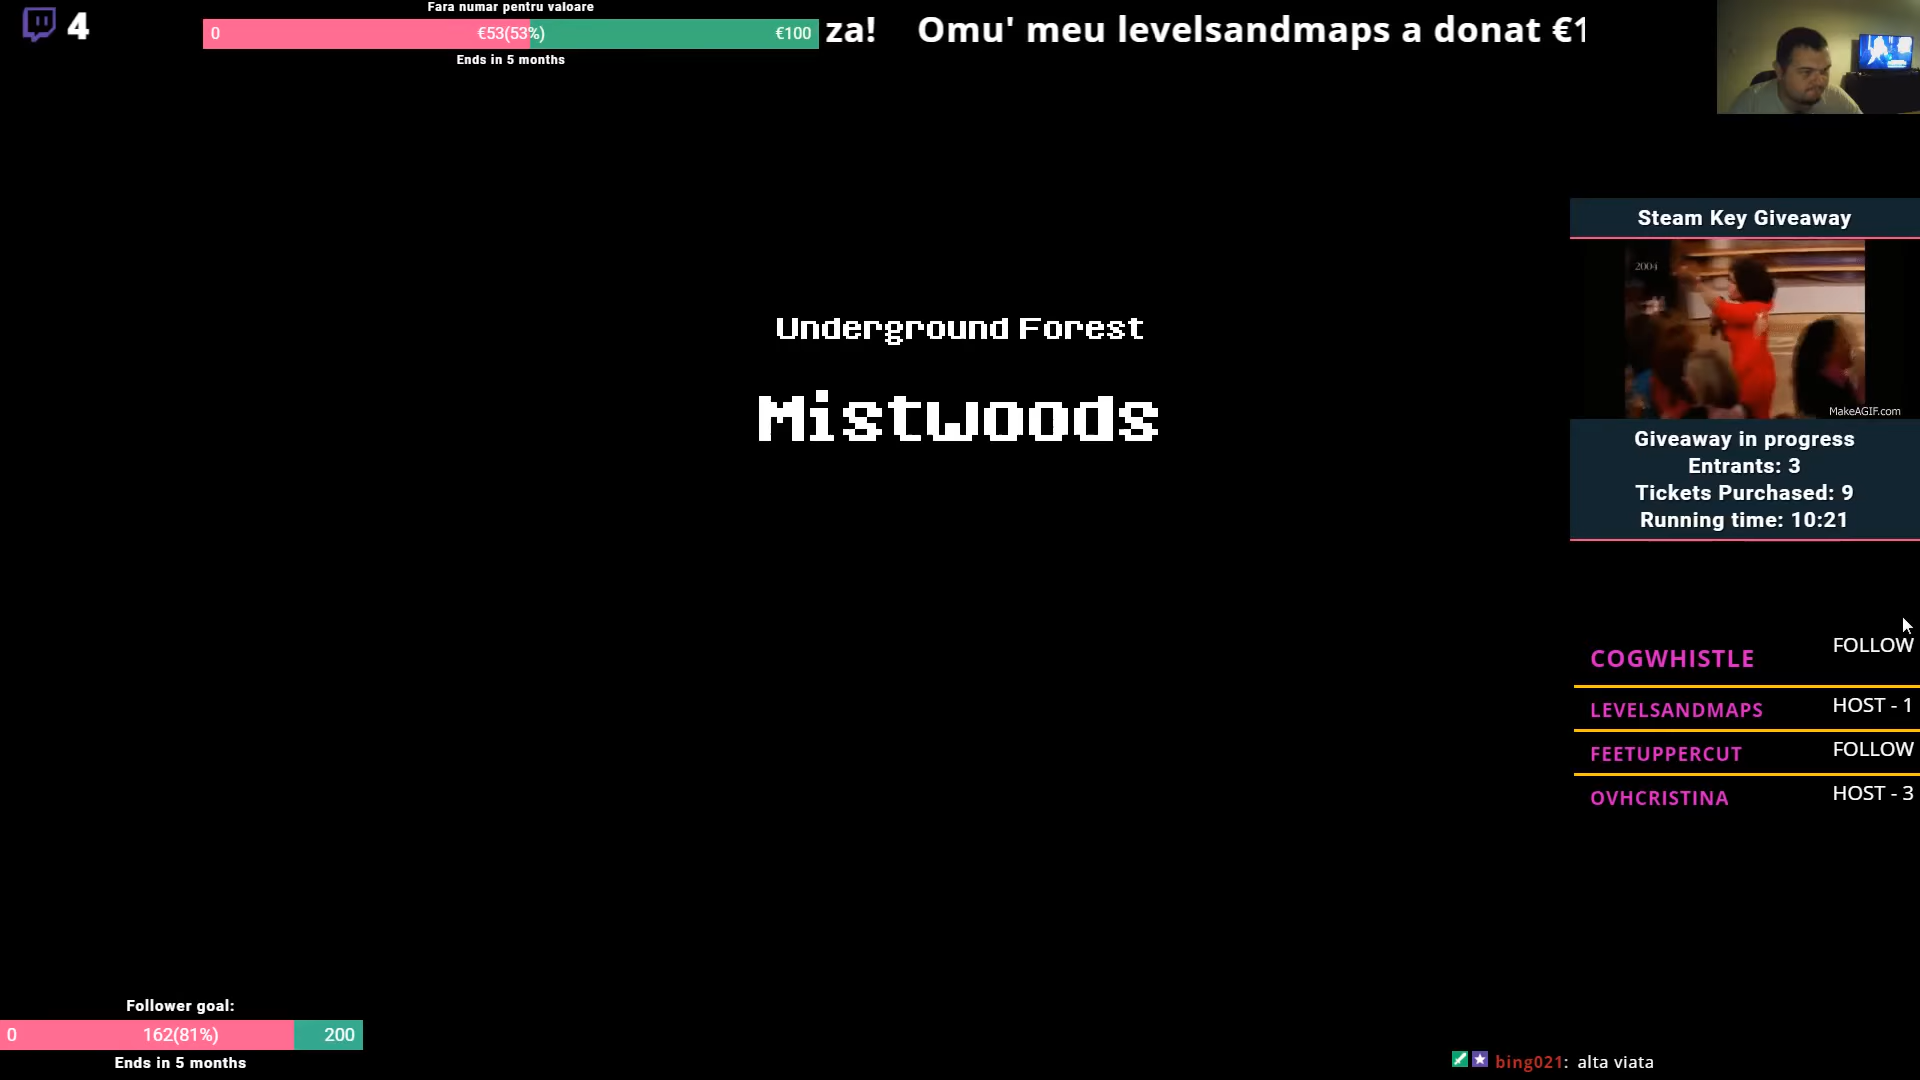 4
Fara numar pentru valoare
0 €53(53%) €100
Ends in 5 months
za! Omu' meu levelsandmaps a donat €1
Underground Forest
Mistwoods
Steam Key Giveaway
2004
MakeAGIF.com
Giveaway in progress
Entrants: 3
Tickets Purchased: 9
Running time: 10:21
COGWHISTLE FOLLOW
LEVELSANDMAPS HOST - 1
FEETUPPERCUT FOLLOW
OVHCRISTINA HOST - 3
Follower goal:
0 162(81%) 200
Ends in 5 months
bing021: alta viata